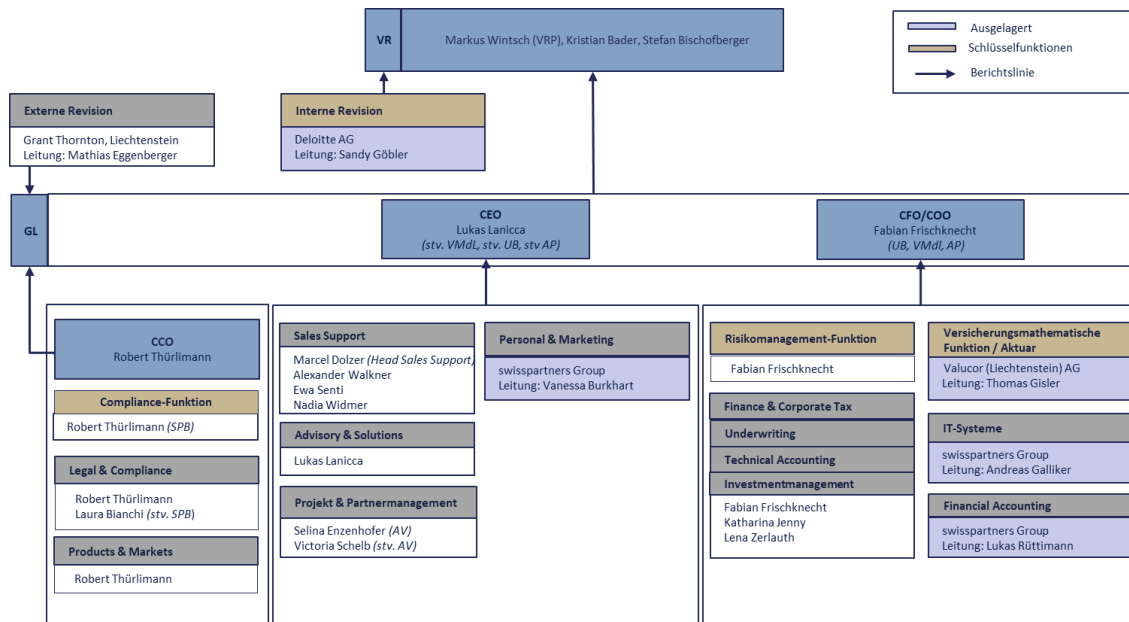 VR
Markus Wintsch (VRP), Kristian Bader, Stefan Bischofberger
Ausgelagert
Schlüsselfunktionen
Berichtslinie
Externe Revision
Grant Thornton, Liechtenstein
Leitung: Mathias Eggenberger
Interne Revision
Deloitte AG
Leitung: Sandy Göbler
GL
CEO
Lukas Lanicca
(stv. VMdL, stv. UB, stv AP)
CFO/COO
Fabian Frischknecht
(UB, VMdl, AP)
CCO
Robert Thürlimann
Compliance-Funktion
Robert Thürlimann (SPB)
Legal & Compliance
Robert Thürlimann
Laura Bianchi (stv. SPB)
Products & Markets
Robert Thürlimann
Sales Support
Marcel Dolzer (Head Sales Support)
Alexander Walkner
Ewa Senti
Nadia Widmer
Advisory & Solutions
Lukas Lanicca
Projekt & Partnermanagement
Selina Enzenhofer (AV)
Victoria Schelb (stv. AV)
Personal & Marketing
swisspartners Group
Leitung: Vanessa Burkhart
Risikomanagement-Funktion
Fabian Frischknecht
Finance & Corporate Tax
Underwriting
Technical Accounting
Investmentmanagement
Fabian Frischknecht
Katharina Jenny
Lena Zerlauth
Versicherungsmathematische
Funktion / Aktuar
Valucor (Liechtenstein) AG
Leitung: Thomas Gisler
IT-Systeme
swisspartners Group
Leitung: Andreas Galliker
Financial Accounting
swisspartners Group
Leitung: Lukas Rüttimann